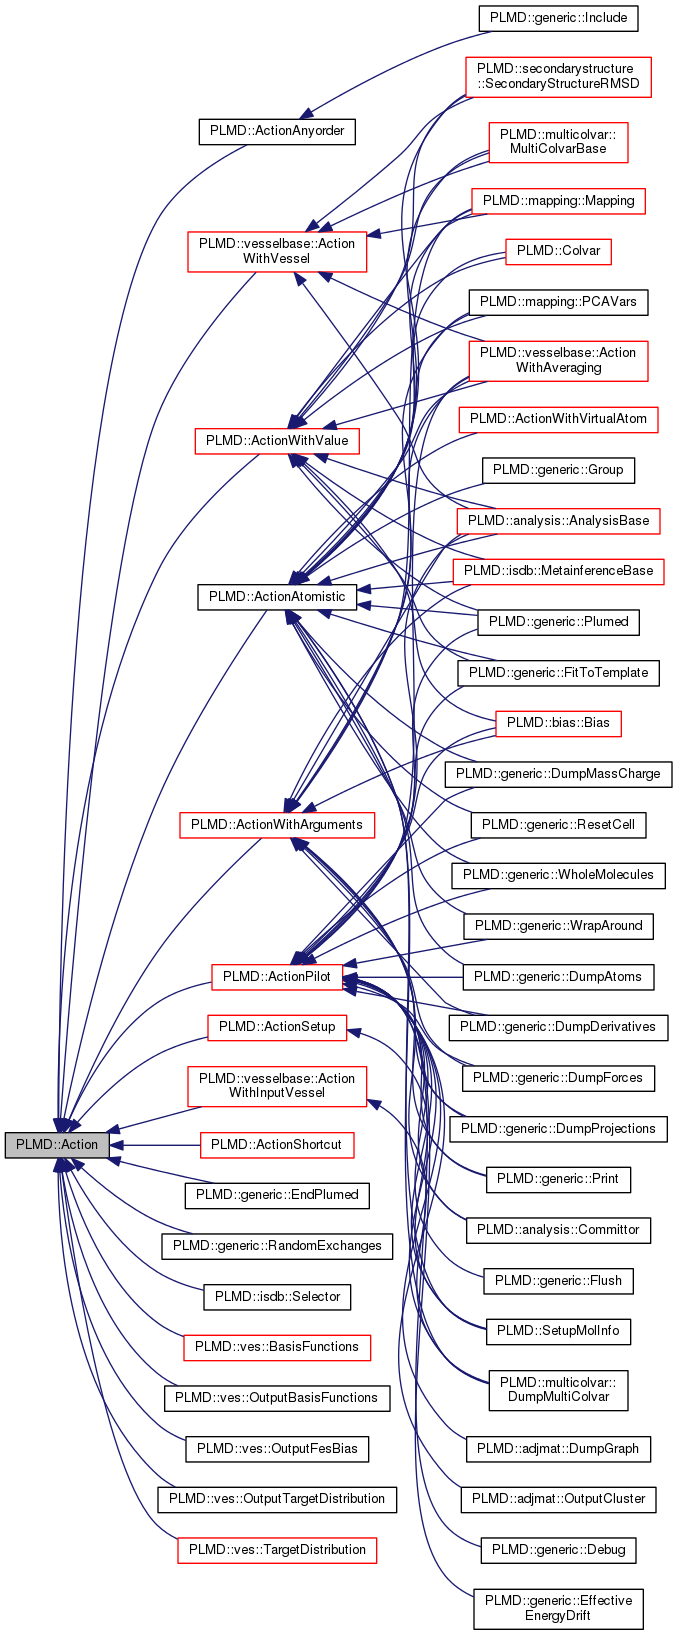 PLMD::generic::Include
PLMD::secondarystructure
::SecondaryStructureRMSD
PLMD::ActionAnyorder
PLMD::multicolvar::
MultiColvarBase
PLMD::mapping::Mapping
PLMD::vesselbase::Action
WithVessel
PLMD::Colvar
PLMD::mapping::PCAVars
PLMD::vesselbase::Action
WithAveraging
PLMD::ActionWithVirtualAtom
PLMD::ActionWithValue
PLMD::generic::Group
PLMD::analysis::AnalysisBase
PLMD::isdb::MetainferenceBase
PLMD::ActionAtomistic
PLMD::generic::Plumed
PLMD::generic::FitToTemplate
PLMD::bias::Bias
PLMD::generic::DumpMassCharge
PLMD::ActionWithArguments
PLMD::generic::ResetCell
PLMD::generic::WholeMolecules
PLMD::generic::WrapAround
PLMD::ActionPilot
PLMD::generic::DumpAtoms
PLMD::ActionSetup
PLMD::generic::DumpDerivatives
PLMD::vesselbase::Action
WithInputVessel
PLMD::generic::DumpForces
PLMD::generic::DumpProjections
PLMD::Action
PLMD::ActionShortcut
PLMD::generic::Print
PLMD::generic::EndPlumed
PLMD::analysis::Committor
PLMD::generic::RandomExchanges
PLMD::generic::Flush
PLMD::isdb::Selector
PLMD::SetupMolInfo
PLMD::ves::BasisFunctions
PLMD::multicolvar::
DumpMultiColvar
PLMD::ves::OutputBasisFunctions
PLMD::ves::OutputFesBias
PLMD::adjmat::DumpGraph
PLMD::ves::OutputTargetDistribution
PLMD::adjmat::OutputCluster
PLMD::ves::TargetDistribution
PLMD::generic::Debug
PLMD::generic::Effective
EnergyDrift